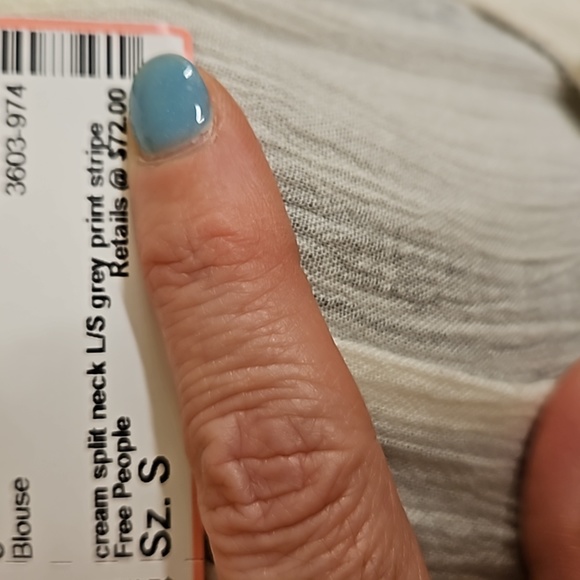 3603-974
Blouse
cream split neck L/S grey print stripe
Free People Retails @ $72.00
Sz. S